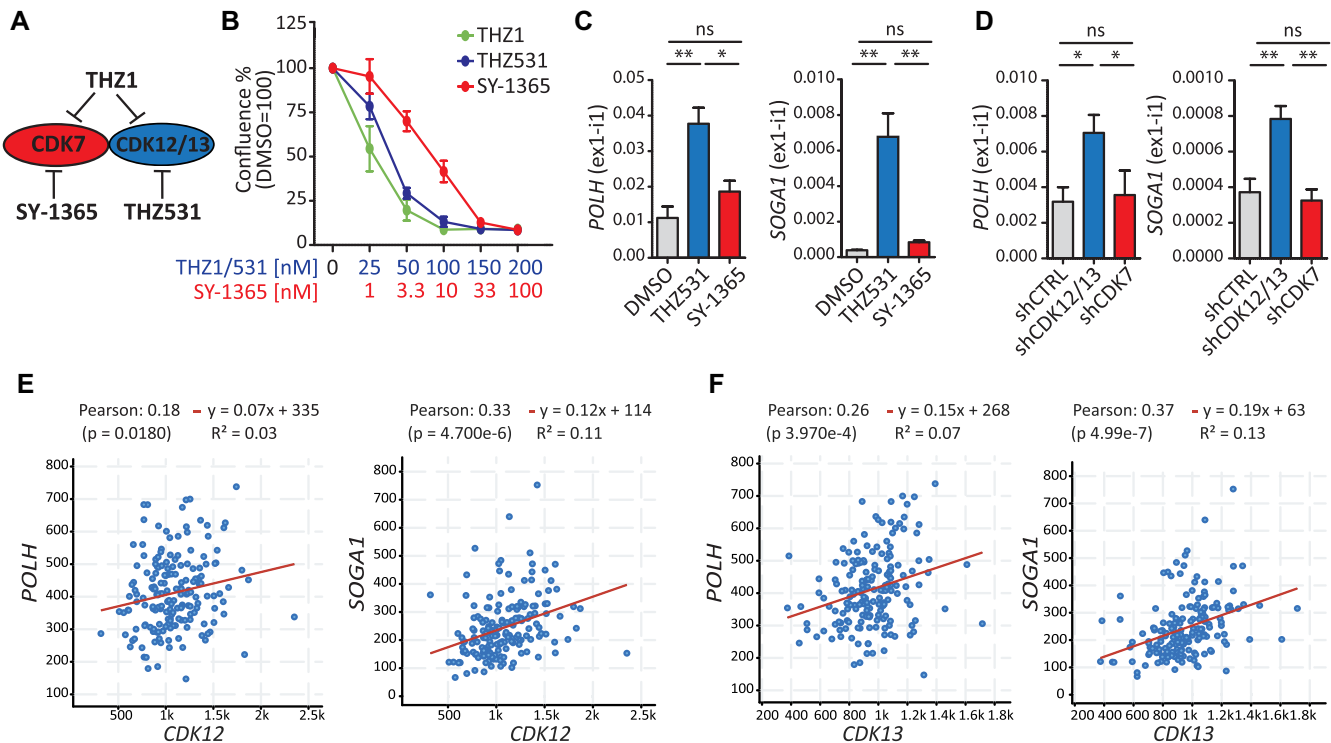 A
THZ1
CDK7
CDK12/13
SY-1365
THZ531
B
Confluence %
(DMSO=100)
125
100
75
50
25
0
THZ1
THZ531
SY-1365
THZ1/531 [nM] 0 25 50 100 150 200
SY-1365 [nM] 1 3.3 10 33 100
C
ns
** *
POLH (ex1-i1)
0.05
0.04
0.03
0.02
0.01
0.00
DMSO
THZ531
SY-1365
ns
** **
SOGA1 (ex1-i1)
0.010
0.008
0.006
0.004
0.002
0.000
DMSO
THZ531
SY-1365
D
ns
* *
POLH (ex1-i1)
0.010
0.008
0.006
0.004
0.002
0.000
shCTRL
shCDK12/13
shCDK7
ns
** **
SOGA1 (ex1-i1)
0.0010
0.0008
0.0006
0.0004
0.0002
0.0000
shCTRL
shCDK12/13
shCDK7
E
Pearson: 0.18 y = 0.07x + 335
(p = 0.0180) R² = 0.03
POLH
800
700
600
500
400
300
200
100
500 1k 1.5k 2k 2.5k
CDK12
Pearson: 0.33 y = 0.12x + 114
(p = 4.700e-6) R² = 0.11
SOGA1
800
700
600
500
400
300
200
100
0
500 1k 1.5k 2k 2.5k
CDK12
F
Pearson: 0.26 y = 0.15x + 268
(p 3.970e-4) R² = 0.07
POLH
800
700
600
500
400
300
200
100
200 400 600 800 1k 1.2k 1.4k 1.6k 1.8k
CDK13
Pearson: 0.37 y = 0.19x + 63
(p 4.99e-7) R² = 0.13
SOGA1
800
700
600
500
400
300
200
100
0
200 400 600 800 1k 1.2k 1.4k 1.6k 1.8k
CDK13